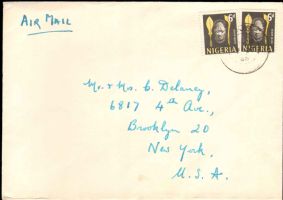 AIR MAIL
6d 6d
NIGERIA NIGERIA
Mr. & Mrs. C. Delaney,
6817 4th Ave.,
Brooklyn 20
New York.
U. S. A.